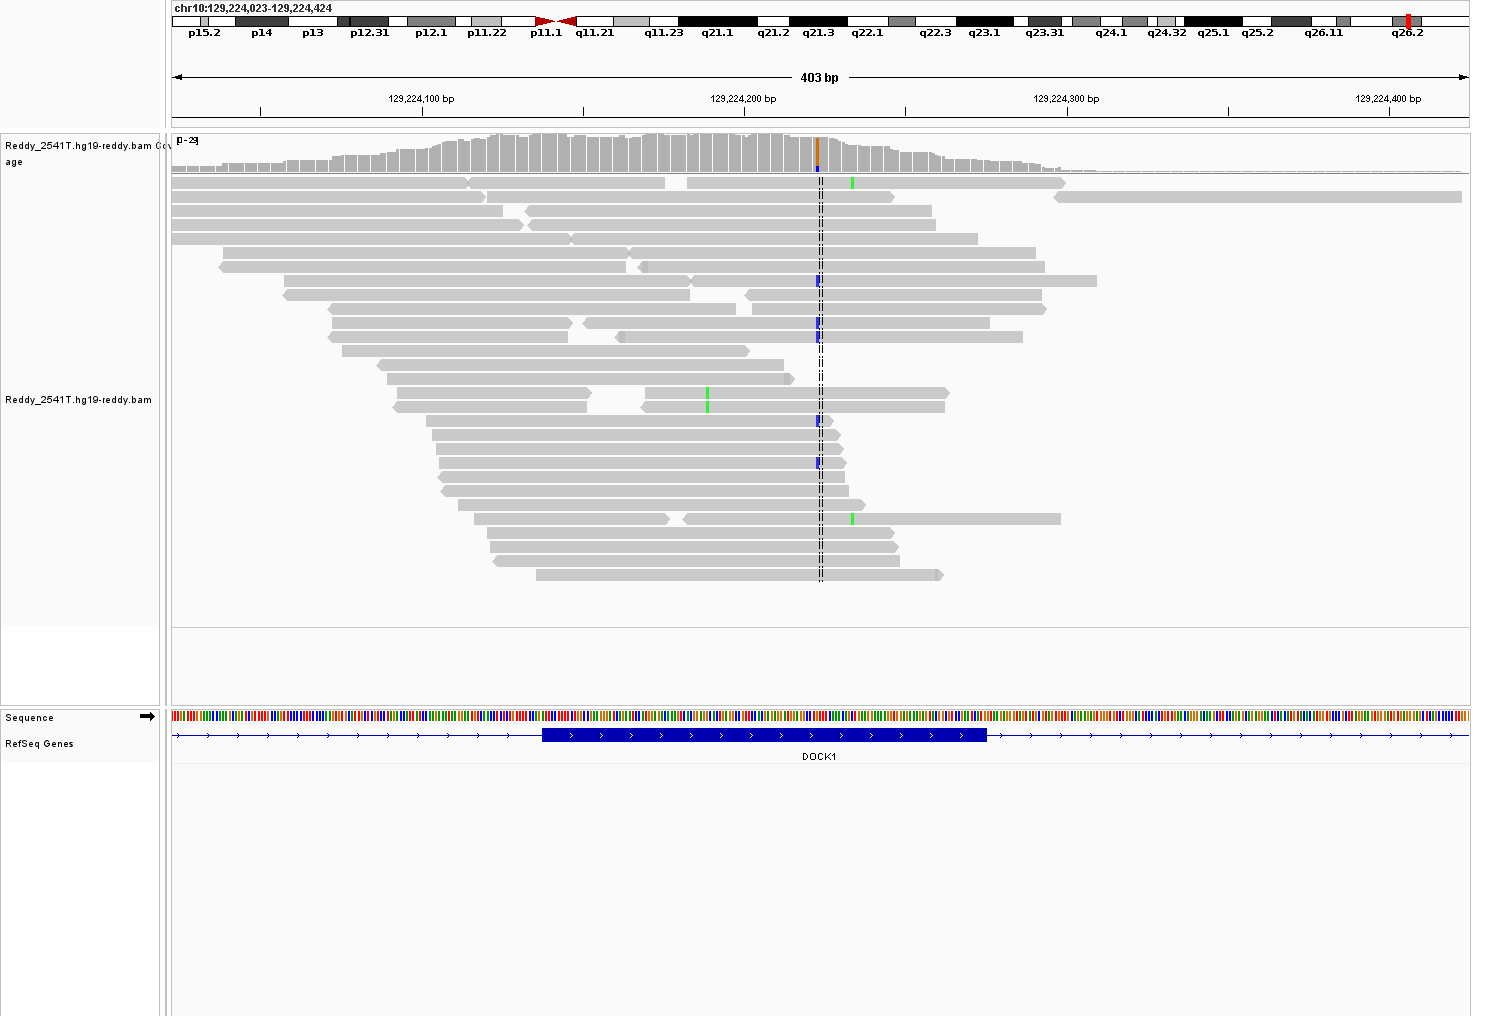 chr10:129,224,023-129,224,424
p15.2 p14 p13 p12.31 p12.1 p11.22 p11.1 q11.21 q11.23 q21.1 q21.2 q21.3 q22.1 q22.3 q23.1 q23.31 q24.1 q24.32 q25.1 q25.2 q26.11 q26.2
403 bp
129,224,100 bp 129,224,200 bp 129,224,300 bp 129,224,400 bp
[0-29]
Reddy_2541T.hg19-reddy.bam Cov
age
Reddy_2541T.hg19-reddy.bam
Sequence
RefSeq Genes
DOCK1